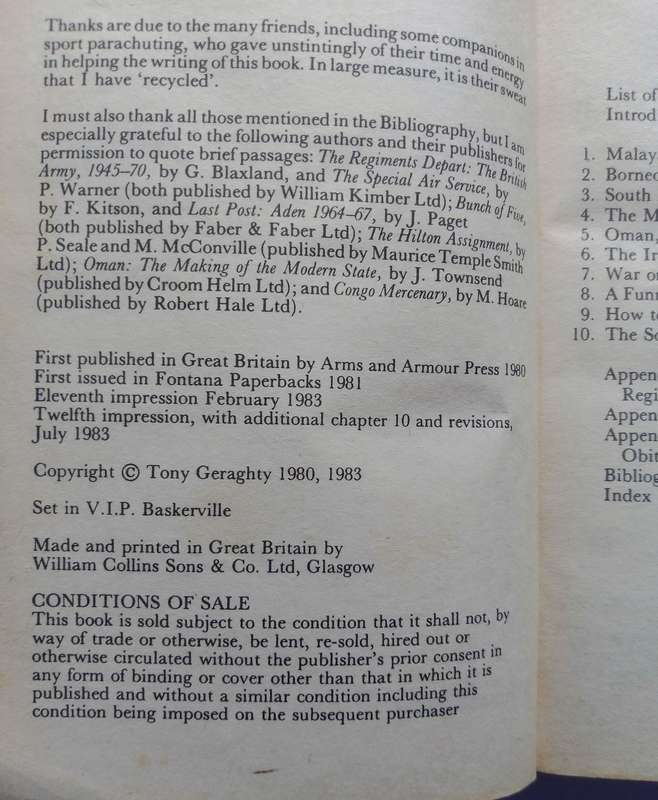 Thanks are due to the many friends, including some companions in
sport parachuting, who gave unstintingly of their time and energy
in helping the writing of this book. In large measure, it is their sweat
that I have ‘recycled’.
I must also thank all those mentioned in the Bibliography, but I am
especially grateful to the following authors and their publishers for
permission to quote brief passages: The Regiments Depart: The British
Army, 1945–70, by G. Blaxland, and The Special Air Service, by
P. Warner (both published by William Kimber Ltd); Bunch of Five,
by F. Kitson, and Last Post: Aden 1964–67, by J. Paget
(both published by Faber & Faber Ltd); The Hilton Assignment, by
P. Seale and M. McConville (published by Maurice Temple Smith
Ltd); Oman: The Making of the Modern State, by J. Townsend
(published by Croom Helm Ltd); and Congo Mercenary, by M. Hoare
(published by Robert Hale Ltd).
First published in Great Britain by Arms and Armour Press 1980
First issued in Fontana Paperbacks 1981
Eleventh impression February 1983
Twelfth impression, with additional chapter 10 and revisions,
July 1983
Copyright © Tony Geraghty 1980, 1983
Set in V.I.P. Baskerville
Made and printed in Great Britain by
William Collins Sons & Co. Ltd, Glasgow
CONDITIONS OF SALE
This book is sold subject to the condition that it shall not, by
way of trade or otherwise, be lent, re-sold, hired out or
otherwise circulated without the publisher's prior consent in
any form of binding or cover other than that in which it is
published and without a similar condition including this
condition being imposed on the subsequent purchaser
List of
Introd
1. Malay
2. Borneo
3. South
4. The M
5. Oman,
6. The Ir
7. War o
8. A Fun
9. How to
10. The S
Appen
Regi
Appen
Appen
Obit
Bibliog
Index